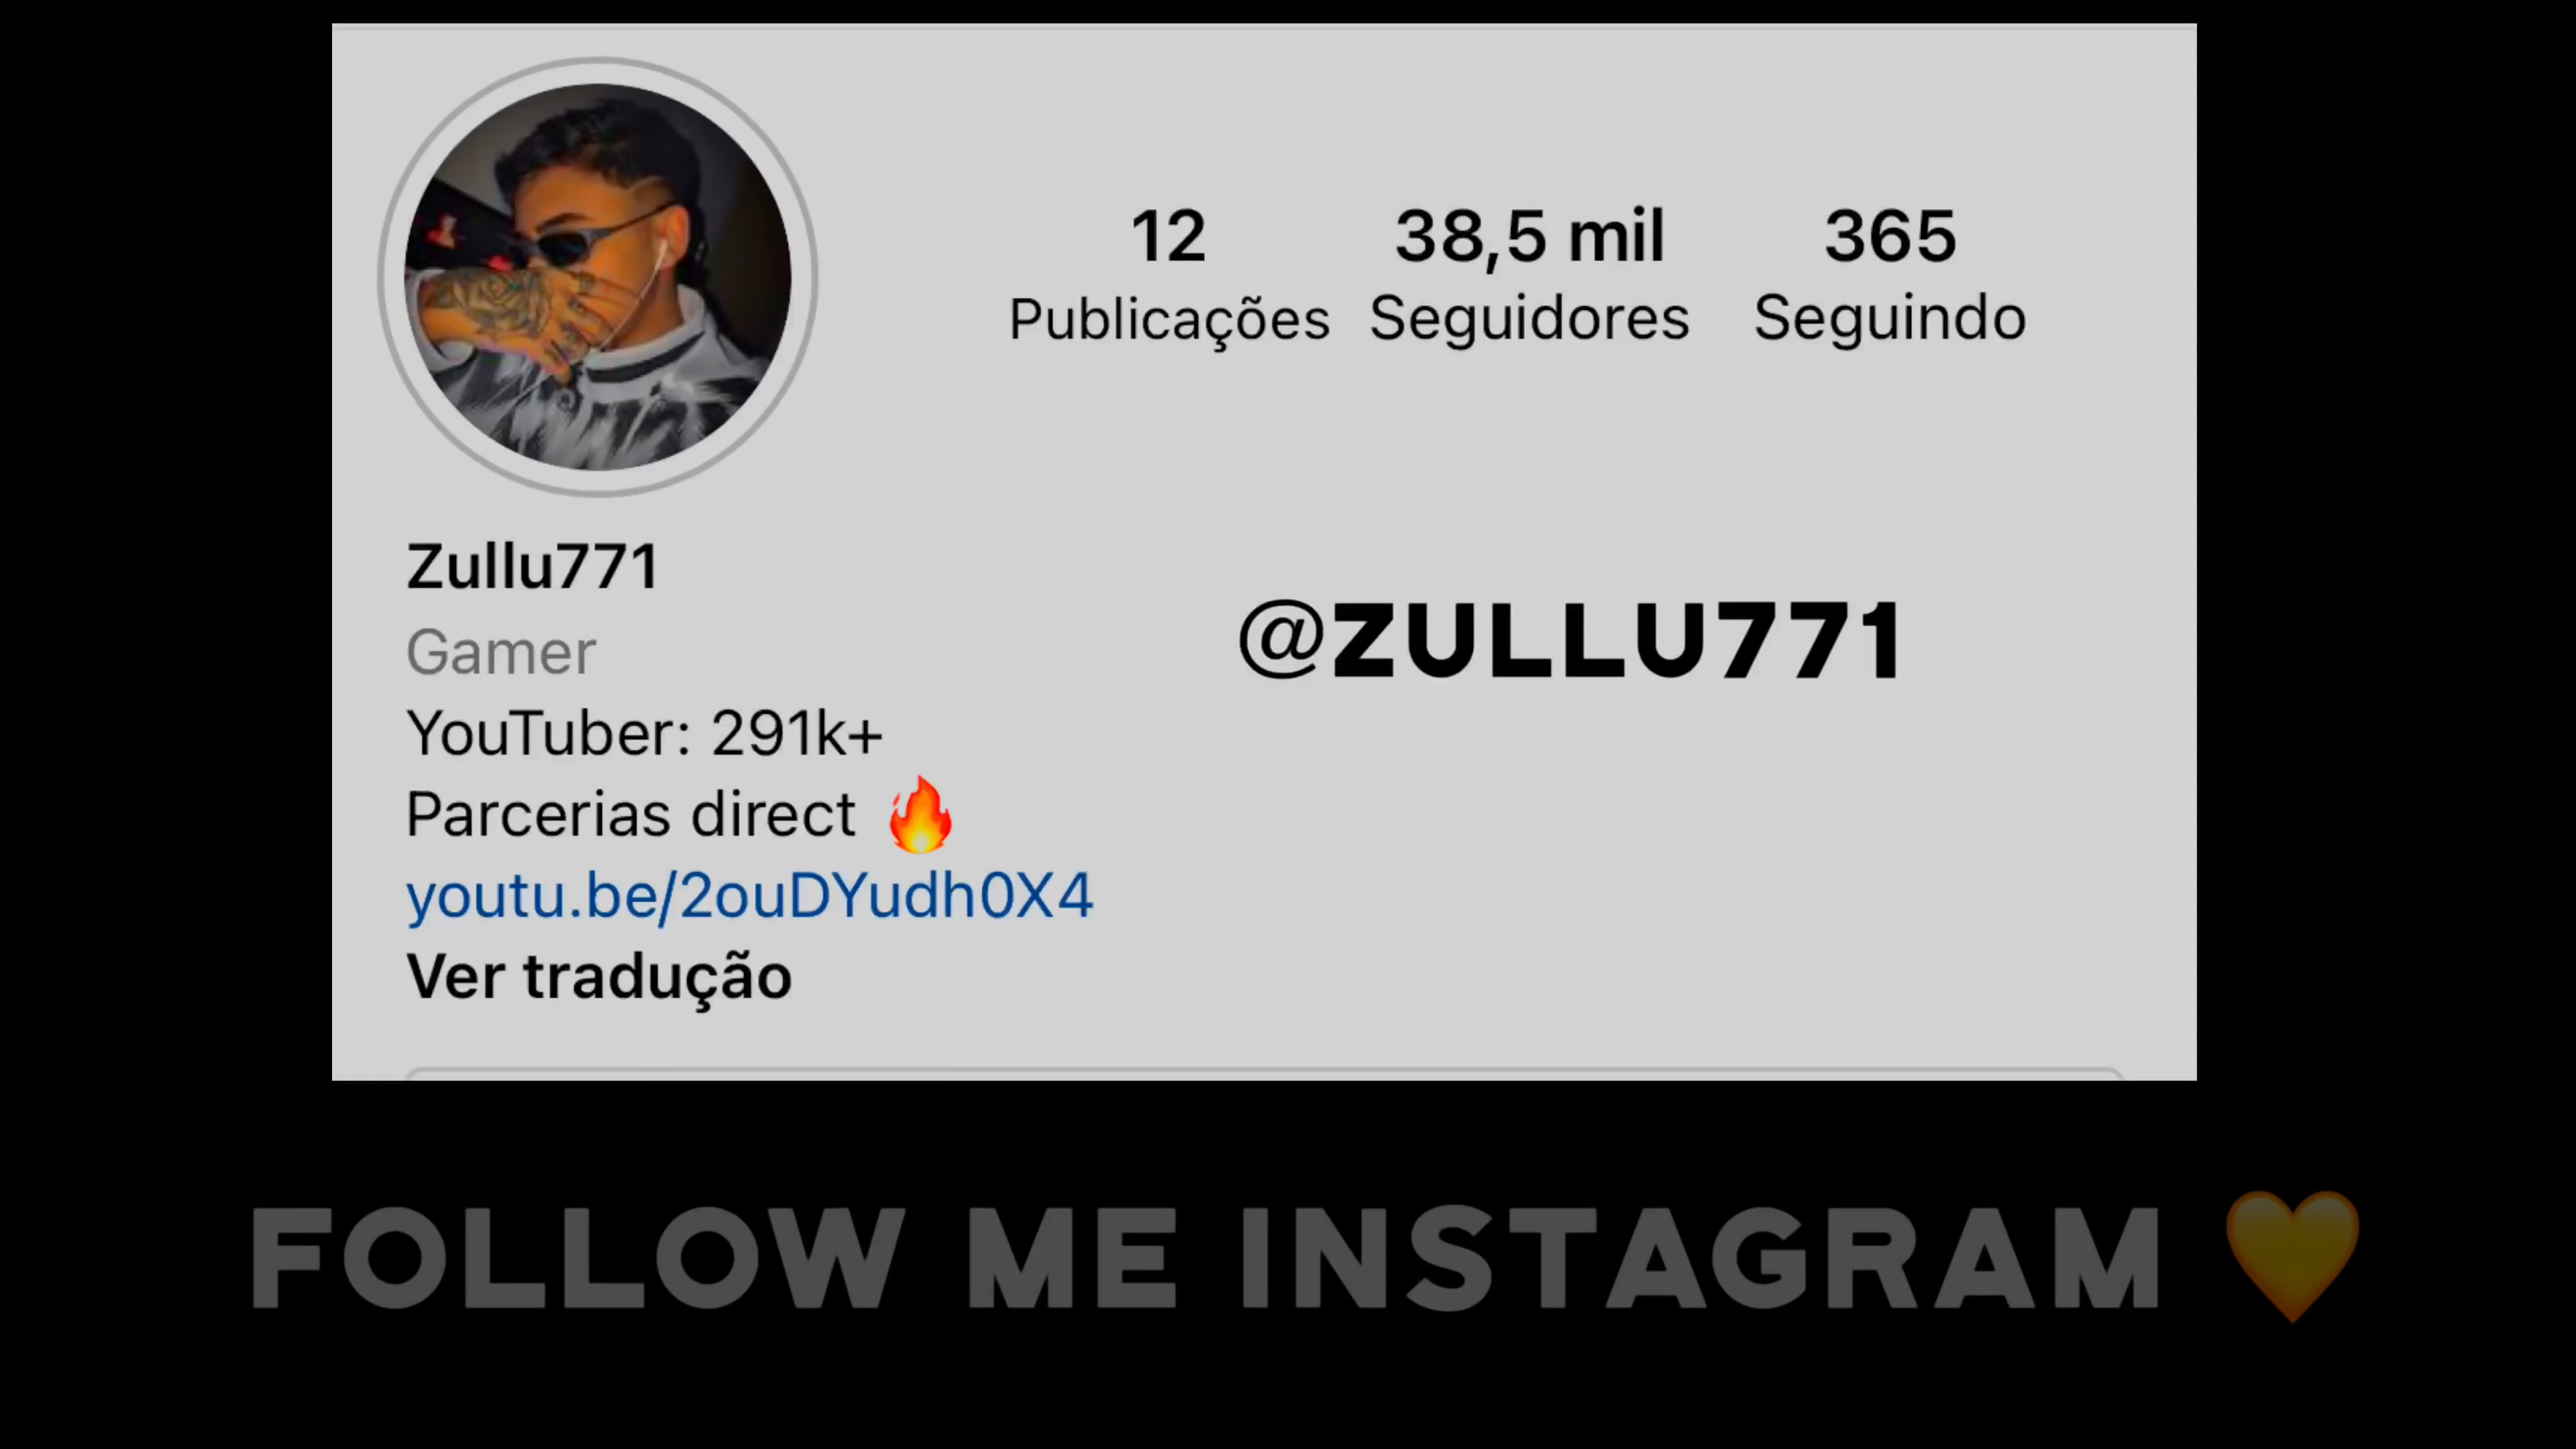 12 38,5 mil 365
Publicações Seguidores Seguindo
Zullu771
@ZULLU771
Gamer
YouTuber: 291k+
Parcerias direct 🔥
youtu.be/2ouDYudh0X4
Ver tradução
FOLLOW ME INSTAGRAM 💛